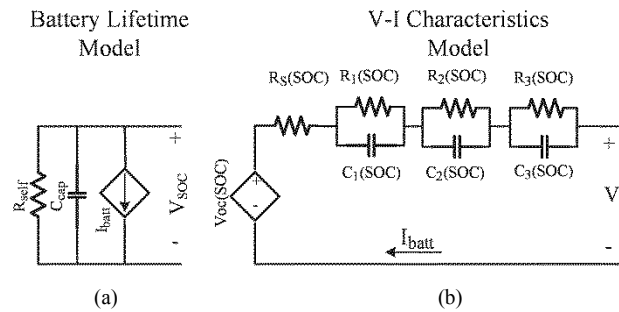 Battery Lifetime
Model
V-I Characteristics
Model
RS(SOC)
R1(SOC)
R2(SOC)
R3(SOC)
C1(SOC)
C2(SOC)
C3(SOC)
Rself
Ccap
Ibatt
+
VSOC
-
Voc(SOC)
+
-
+
V
-
Ibatt
(a)
(b)